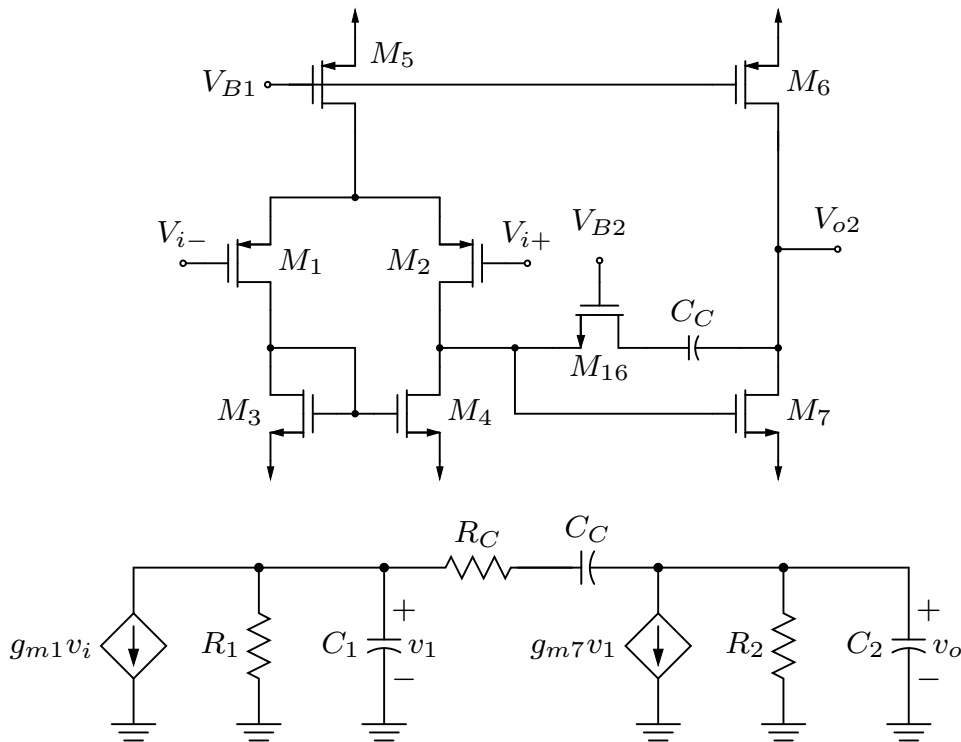 M5
VB1
M6
Vi−
M1
M2
Vi+
VB2
Vo2
CC
M16
M3
M4
M7
RC
CC
gm1vi
R1
C1
+
v1
−
gm7v1
R2
C2
+
vo
−